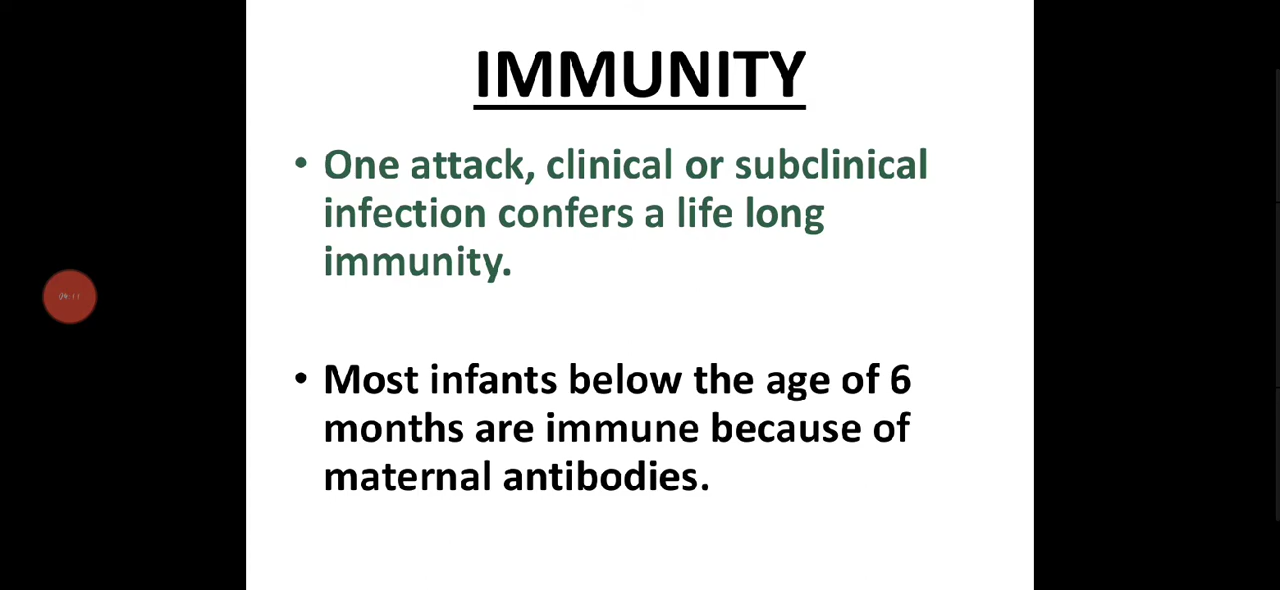 IMMUNITY
• One attack, clinical or subclinical
infection confers a life long
immunity.
• Most infants below the age of 6
months are immune because of
maternal antibodies.